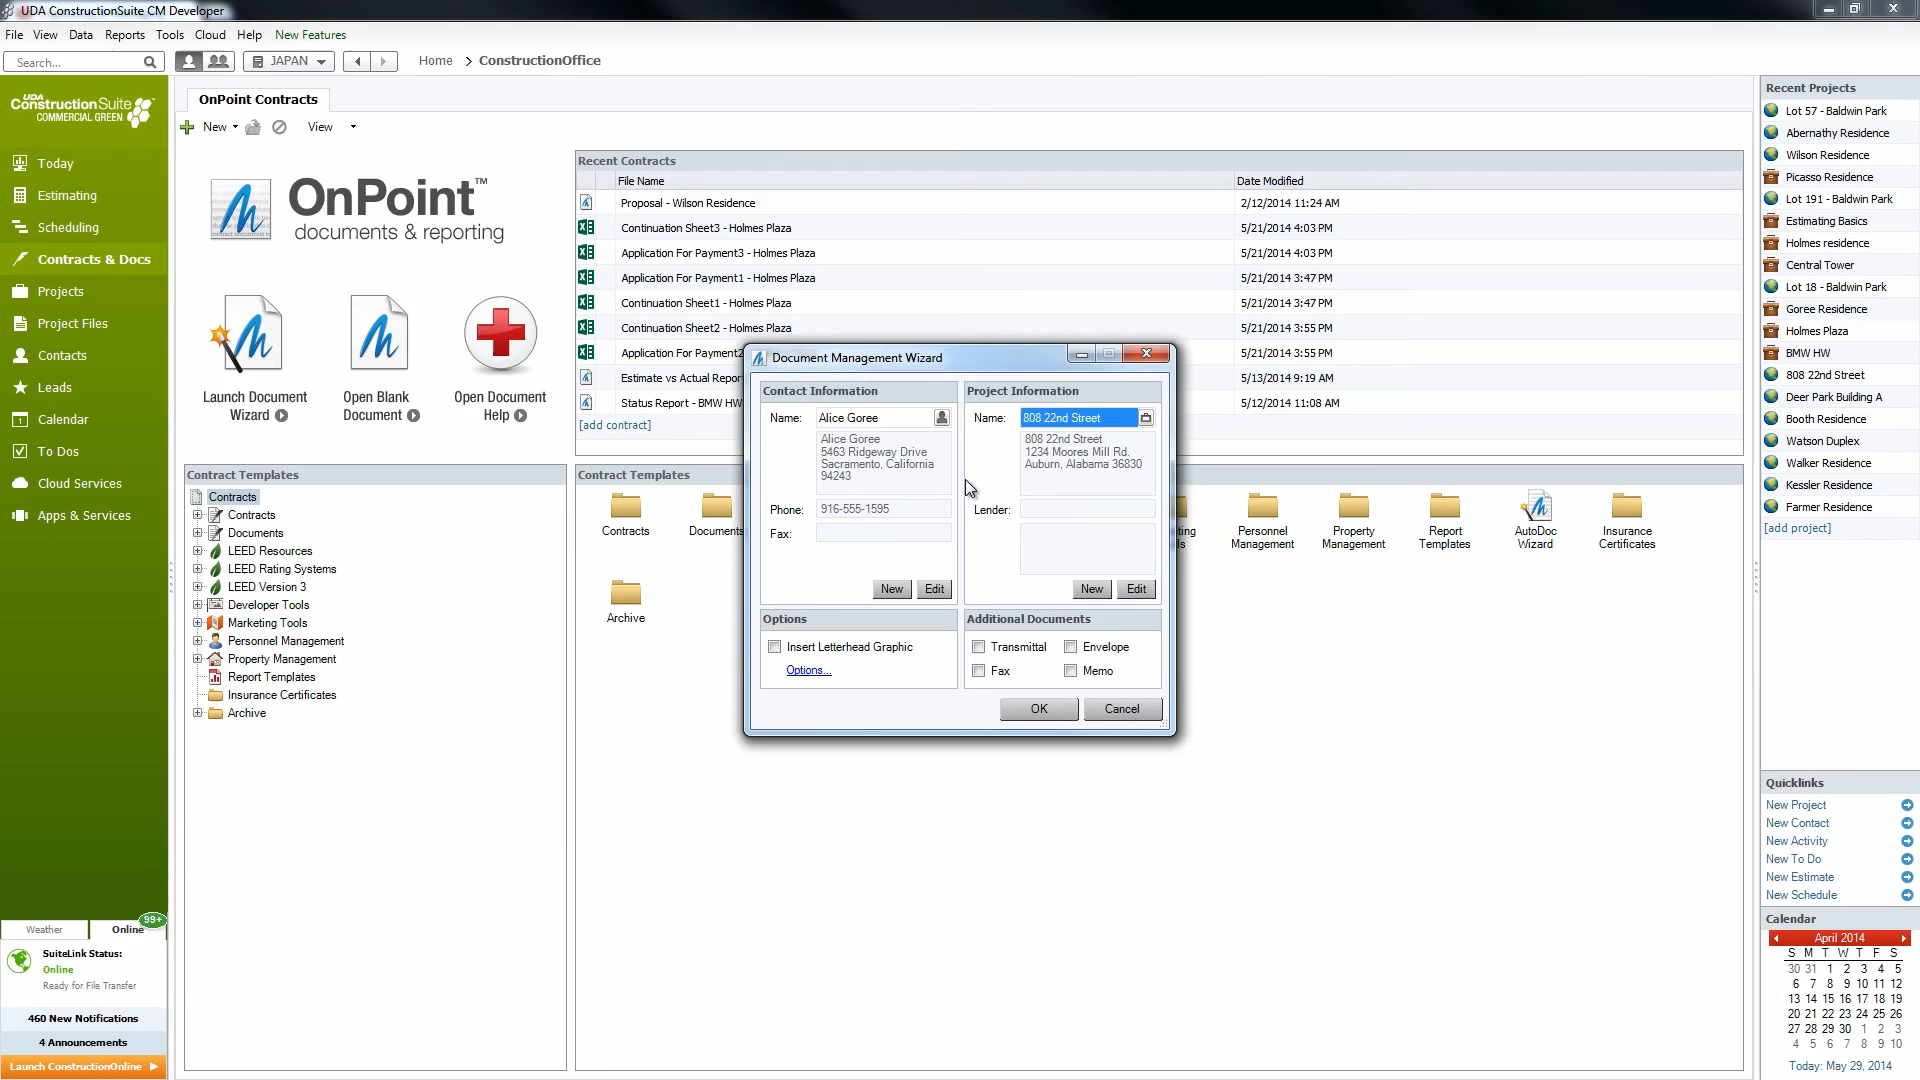 UDA ConstructionSuite CM Developer
File View Data Reports Tools Cloud Help New Features
Search... JAPAN Home > ConstructionOffice
UDA
ConstructionSuite
COMMERCIAL GREEN
Today
Estimating
Scheduling
Contracts & Docs
Projects
Project Files
Contacts
Leads
Calendar
To Dos
Cloud Services
Apps & Services
Weather Online 99+
SuiteLink Status:
Online
Ready for File Transfer
460 New Notifications
4 Announcements
Launch ConstructionOnline
OnPoint Contracts
New View
OnPoint™
documents & reporting
Launch Document
Wizard
Open Blank
Document
Open Document
Help
Recent Contracts
File Name Date Modified
Proposal - Wilson Residence 2/12/2014 11:24 AM
Continuation Sheet3 - Holmes Plaza 5/21/2014 4:03 PM
Application For Payment3 - Holmes Plaza 5/21/2014 4:03 PM
Application For Payment1 - Holmes Plaza 5/21/2014 3:47 PM
Continuation Sheet1 - Holmes Plaza 5/21/2014 3:47 PM
Continuation Sheet2 - Holmes Plaza 5/21/2014 3:55 PM
Application For Payment2 5/21/2014 3:55 PM
Estimate vs Actual Repor 5/13/2014 9:19 AM
Status Report - BMW HW 5/12/2014 11:08 AM
[add contract]
Contract Templates
Contracts
Contracts
Documents
LEED Resources
LEED Rating Systems
LEED Version 3
Developer Tools
Marketing Tools
Personnel Management
Property Management
Report Templates
Insurance Certificates
Archive
Contract Templates
Contracts
Documents
ting
ls
Personnel
Management
Property
Management
Report
Templates
AutoDoc
Wizard
Insurance
Certificates
Archive
Document Management Wizard
Contact Information
Name: Alice Goree
Alice Goree
5463 Ridgeway Drive
Sacramento, California
94243
Phone: 916-555-1595
Fax:
New Edit
Project Information
Name: 808 22nd Street
808 22nd Street
1234 Moores Mill Rd.
Auburn, Alabama 36830
Lender:
New Edit
Options
Insert Letterhead Graphic
Options...
Additional Documents
Transmittal Envelope
Fax Memo
OK Cancel
Recent Projects
Lot 57 - Baldwin Park
Abernathy Residence
Wilson Residence
Picasso Residence
Lot 191 - Baldwin Park
Estimating Basics
Holmes residence
Central Tower
Lot 18 - Baldwin Park
Goree Residence
Holmes Plaza
BMW HW
808 22nd Street
Deer Park Building A
Booth Residence
Watson Duplex
Walker Residence
Kessler Residence
Farmer Residence
[add project]
Quicklinks
New Project
New Contact
New Activity
New To Do
New Estimate
New Schedule
Calendar
April 2014
S M T W T F S
30 31 1 2 3 4 5
6 7 8 9 10 11 12
13 14 15 16 17 18 19
20 21 22 23 24 25 26
27 28 29 30 1 2 3
4 5 6 7 8 9 10
Today: May 29, 2014